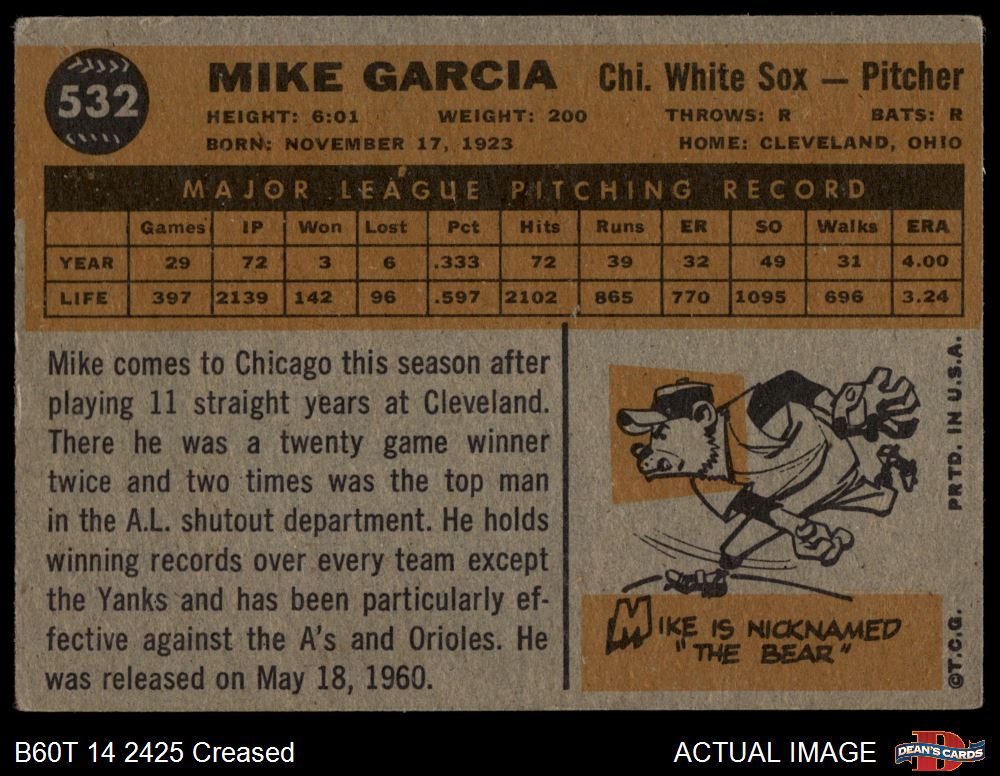 532
MIKE GARCIA Chi. White Sox — Pitcher
HEIGHT: 6:01 WEIGHT: 200 THROWS: R BATS: R
BORN: NOVEMBER 17, 1923 HOME: CLEVELAND, OHIO
MAJOR LEAGUE PITCHING RECORD
Games IP Won Lost Pct Hits Runs ER SO Walks ERA
YEAR 29 72 3 6 .333 72 39 32 49 31 4.00
LIFE 397 2139 142 96 .597 2102 865 770 1095 696 3.24
Mike comes to Chicago this season after
playing 11 straight years at Cleveland.
There he was a twenty game winner
twice and two times was the top man
in the A.L. shutout department. He holds
winning records over every team except
the Yanks and has been particularly ef-
fective against the A's and Orioles. He
was released on May 18, 1960.
MIKE IS NICKNAMED
"THE BEAR"
©T.C.G. PRTD. IN U.S.A.
B60T 14 2425 Creased ACTUAL IMAGE
D
DEAN'S CARDS